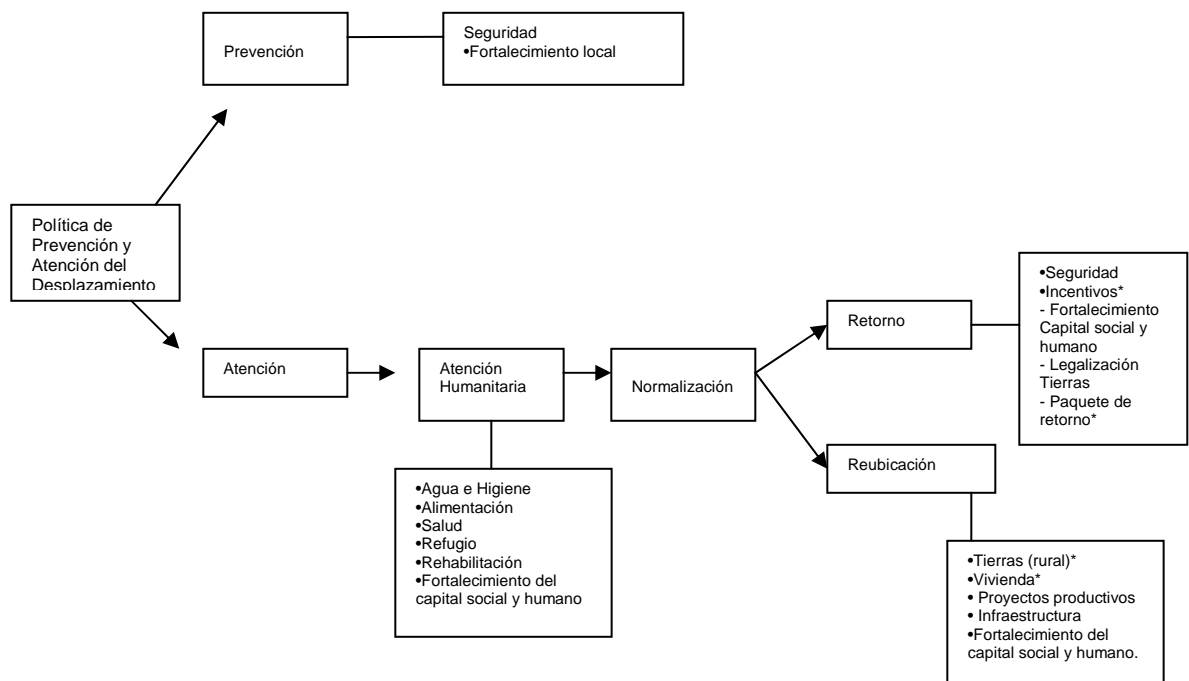 Prevención
Seguridad
•Fortalecimiento local
Política de
Prevención y
Atención del
Desplazamiento
Atención
Atención
Humanitaria
Normalización
Retorno
•Seguridad
•Incentivos*
- Fortalecimiento
Capital social y
humano
- Legalización
Tierras
- Paquete de
retorno*
Reubicación
•Agua e Higiene
•Alimentación
•Salud
•Refugio
•Rehabilitación
•Fortalecimiento del
capital social y humano
•Tierras (rural)*
•Vivienda*
• Proyectos productivos
• Infraestructura
•Fortalecimiento del
capital social y humano.